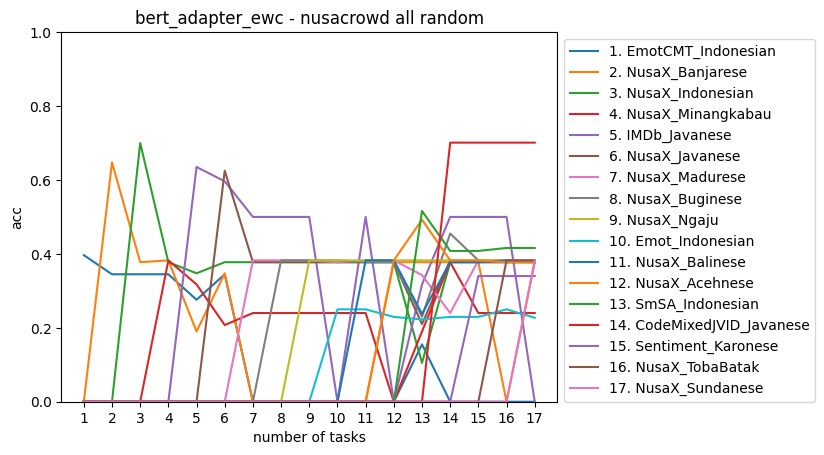 bert_adapter_ewc - nusacrowd all random
1.0
0.8
0.6
0.4
0.2
0.0
acc
1 2 3 4 5 6 7 8 9 10 11 12 13 14 15 16 17
number of tasks
1. EmotCMT_Indonesian
2. NusaX_Banjarese
3. NusaX_Indonesian
4. NusaX_Minangkabau
5. IMDb_Javanese
6. NusaX_Javanese
7. NusaX_Madurese
8. NusaX_Buginese
9. NusaX_Ngaju
10. Emot_Indonesian
11. NusaX_Balinese
12. NusaX_Acehnese
13. SmSA_Indonesian
14. CodeMixedJVID_Javanese
15. Sentiment_Karonese
16. NusaX_TobaBatak
17. NusaX_Sundanese